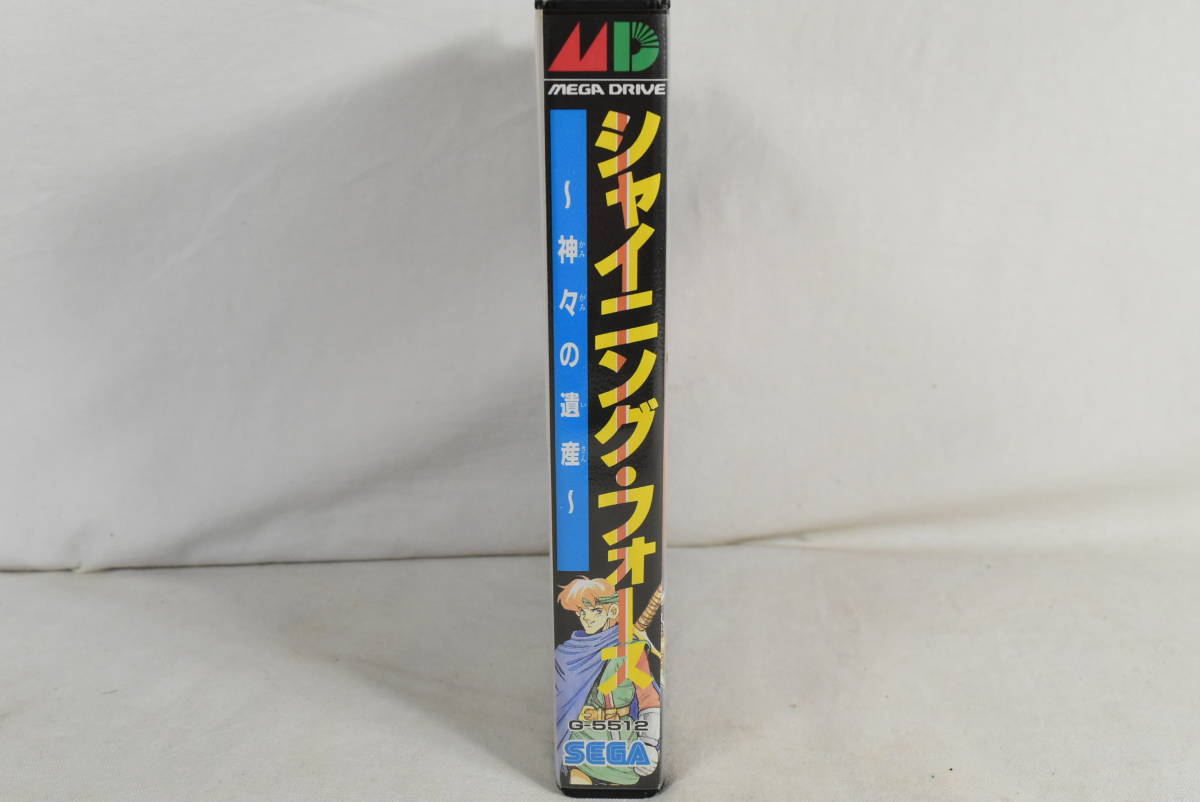 MD
MEGA DRIVE
シャイニング・フォース
～神々の遺産～
かみ
がみ
い
さん
G-5512
SEGA